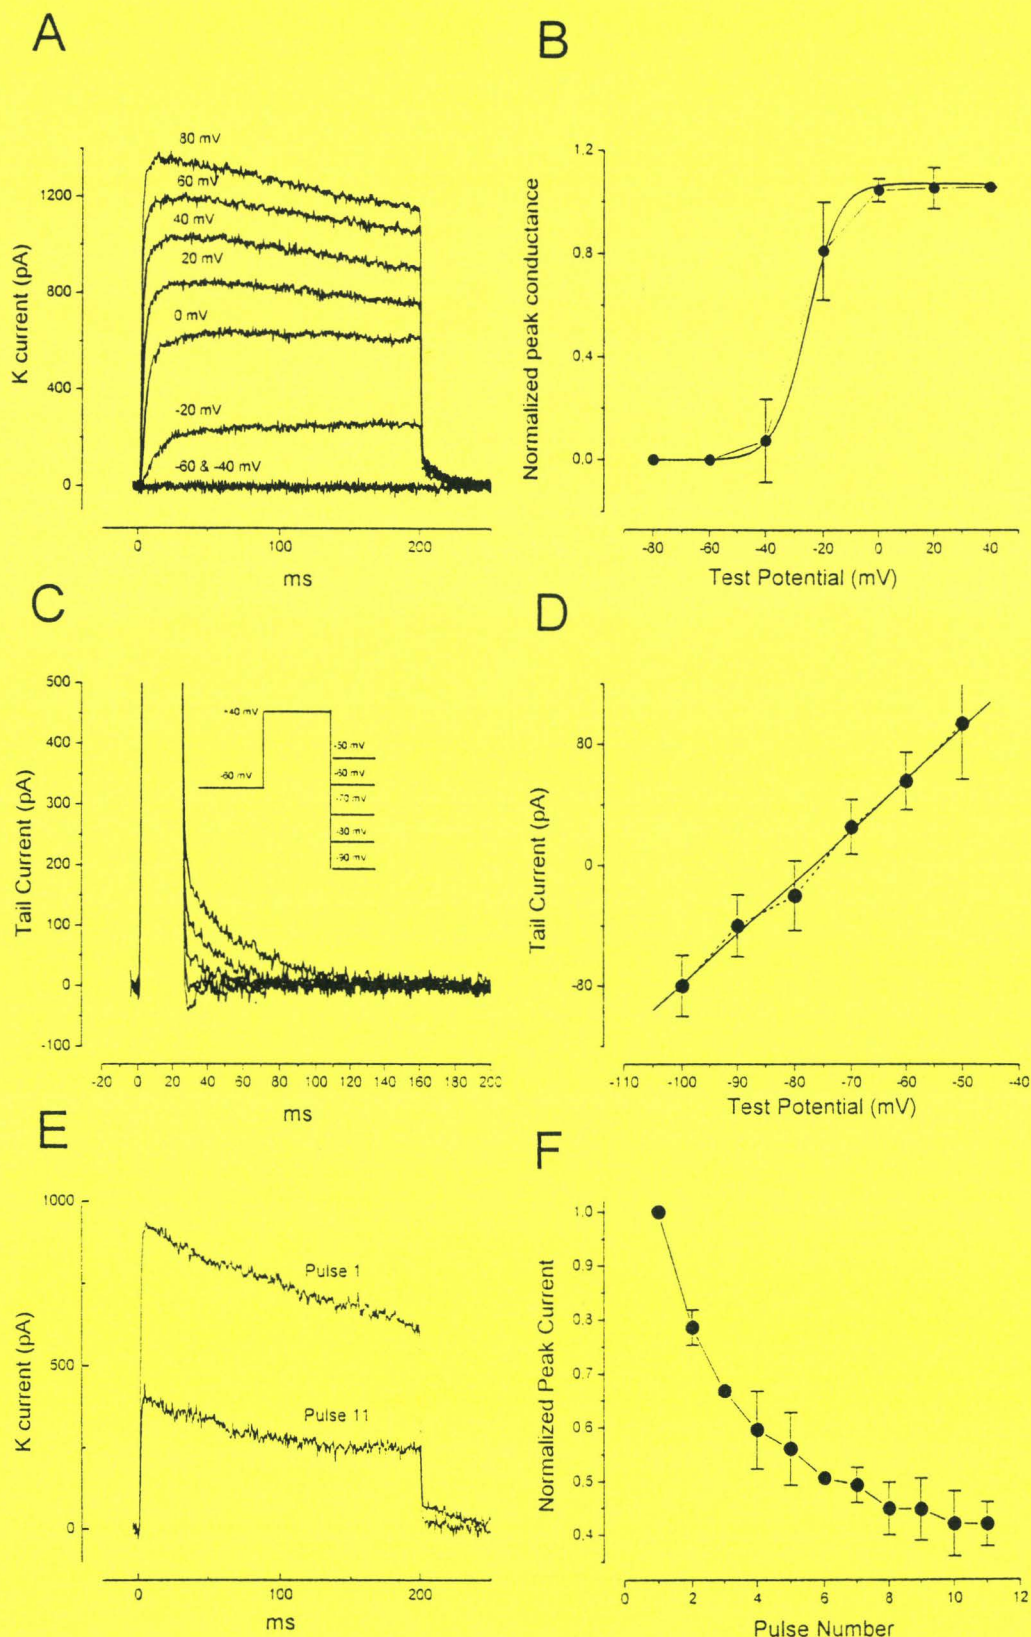 A
K current (pA)
1200
800
400
0
80 mV
60 mV
40 mV
20 mV
0 mV
-20 mV
-60 & -40 mV
0 100 200
ms
B
Normalized peak conductance
1.2
0.8
0.4
0.0
-80 -60 -40 -20 0 20 40
Test Potential (mV)
C
Tail Current (pA)
500
400
300
200
100
0
-100
+40 mV
-60 mV
-50 mV
-60 mV
-70 mV
-80 mV
-90 mV
-20 0 20 40 60 80 100 120 140 160 180 200
ms
D
Tail Current (pA)
80
0
-80
-110 -100 -90 -80 -70 -60 -50 -40
Test Potential (mV)
E
K current (pA)
1000
500
0
Pulse 1
Pulse 11
0 100 200
ms
F
Normalized Peak Current
1.0
0.9
0.8
0.7
0.6
0.5
0.4
0 2 4 6 8 10 12
Pulse Number